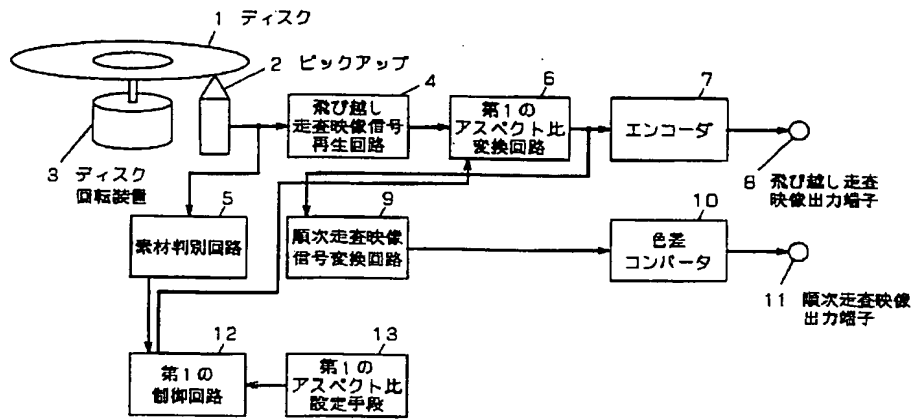 1 ディスク
2 ピックアップ
3 ディスク
回転装置
4
飛び越し
走査映像信号
再生回路
6
第1の
アスペクト比
変換回路
7
エンコーダ
8 飛び越し走査
映像出力端子
5
素材判別回路
9
順次走査映像
信号変換回路
10
色差
コンバータ
11 順次走査映像
出力端子
12
第1の
制御回路
13
第1の
アスペクト比
設定手段